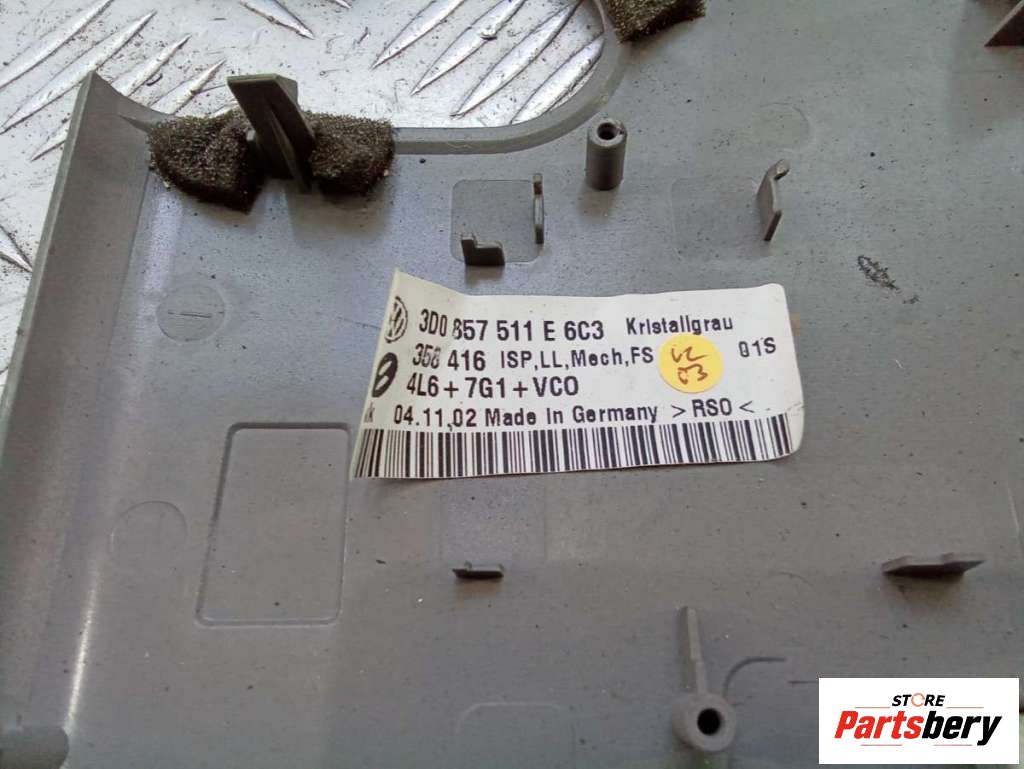 3D0 857 511 E 6C3 Kristallgrau
358 416 ISP,LL,Mech,FS 01S
4L6+7G1+VCO
04.11,02 Made in Germany >RSO<
STORE
Partsbery